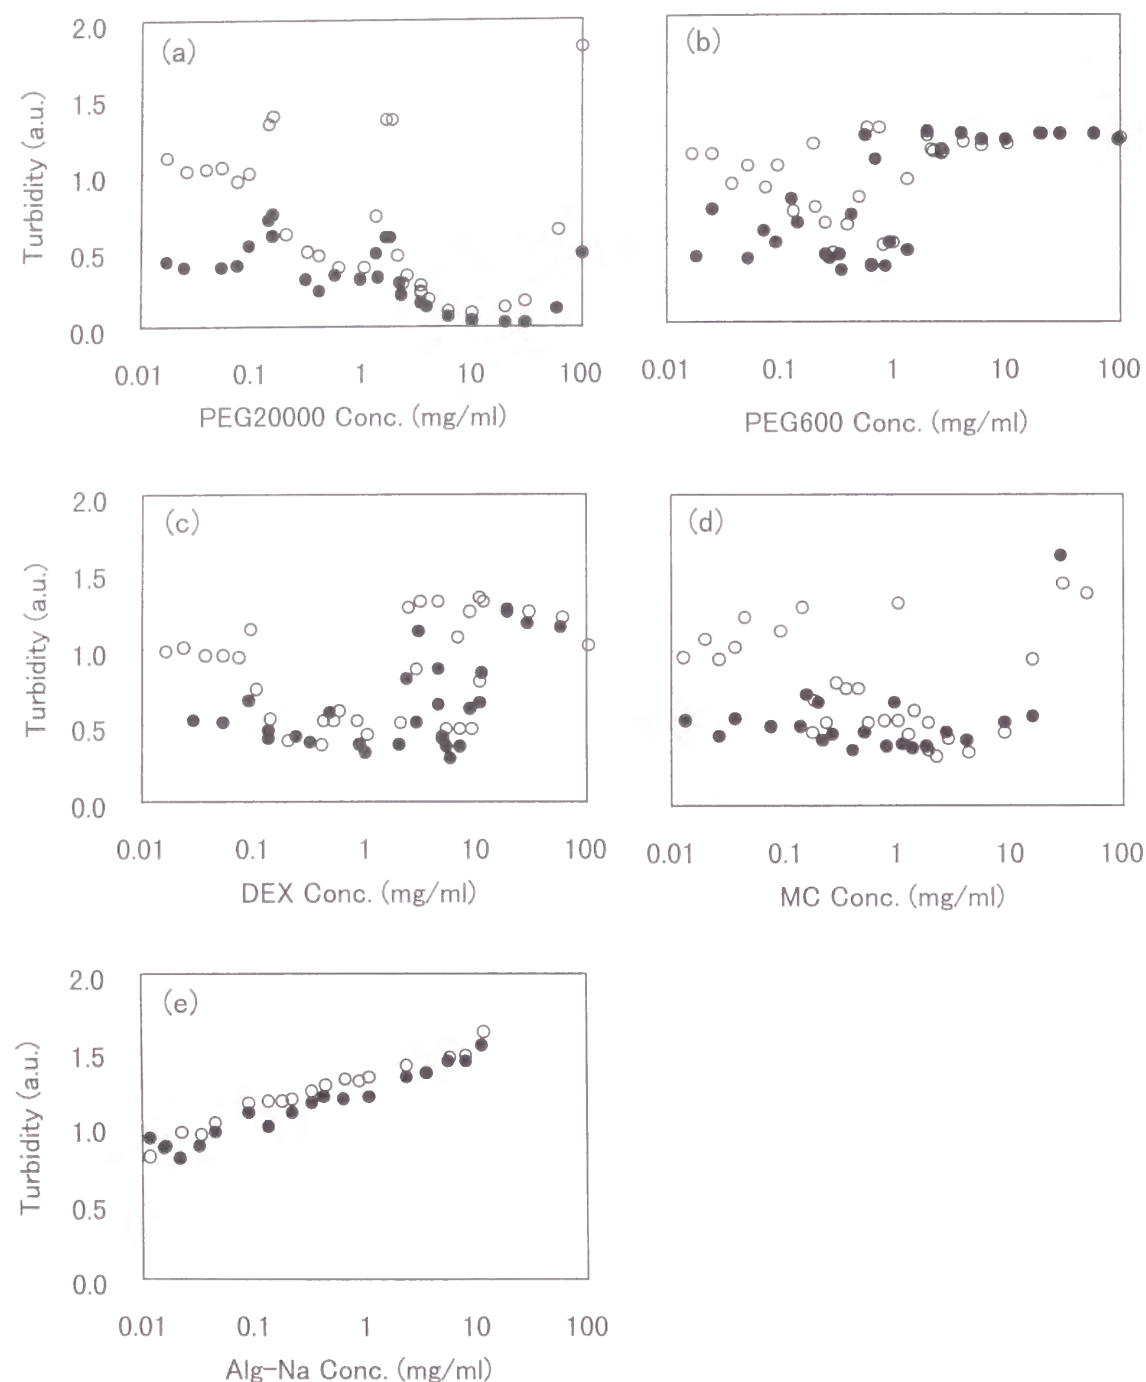 (a)
2.0
1.5
1.0
0.5
0.0
Turbidity (a.u.)
0.01 0.1 1 10 100
PEG20000 Conc. (mg/ml)
(b)
0.01 0.1 1 10 100
PEG600 Conc. (mg/ml)
(c)
2.0
1.5
1.0
0.5
0.0
Turbidity (a.u.)
0.01 0.1 1 10 100
DEX Conc. (mg/ml)
(d)
0.01 0.1 1 10 100
MC Conc. (mg/ml)
(e)
2.0
1.5
1.0
0.5
0.0
Turbidity (a.u.)
0.01 0.1 1 10 100
Alg-Na Conc. (mg/ml)